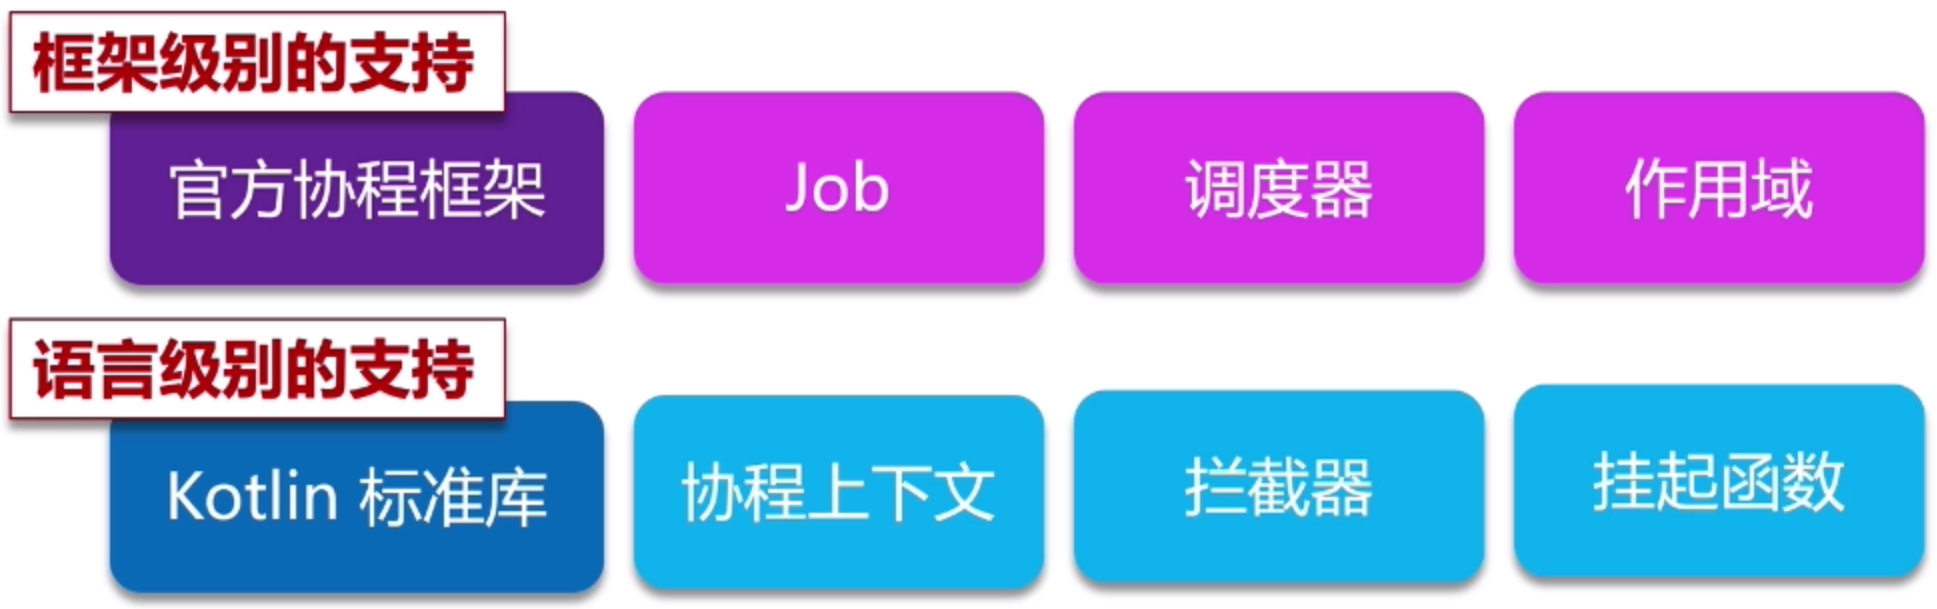 框架级别的支持
官方协程框架
Job
调度器
作用域
语言级别的支持
Kotlin 标准库
协程上下文
拦截器
挂起函数